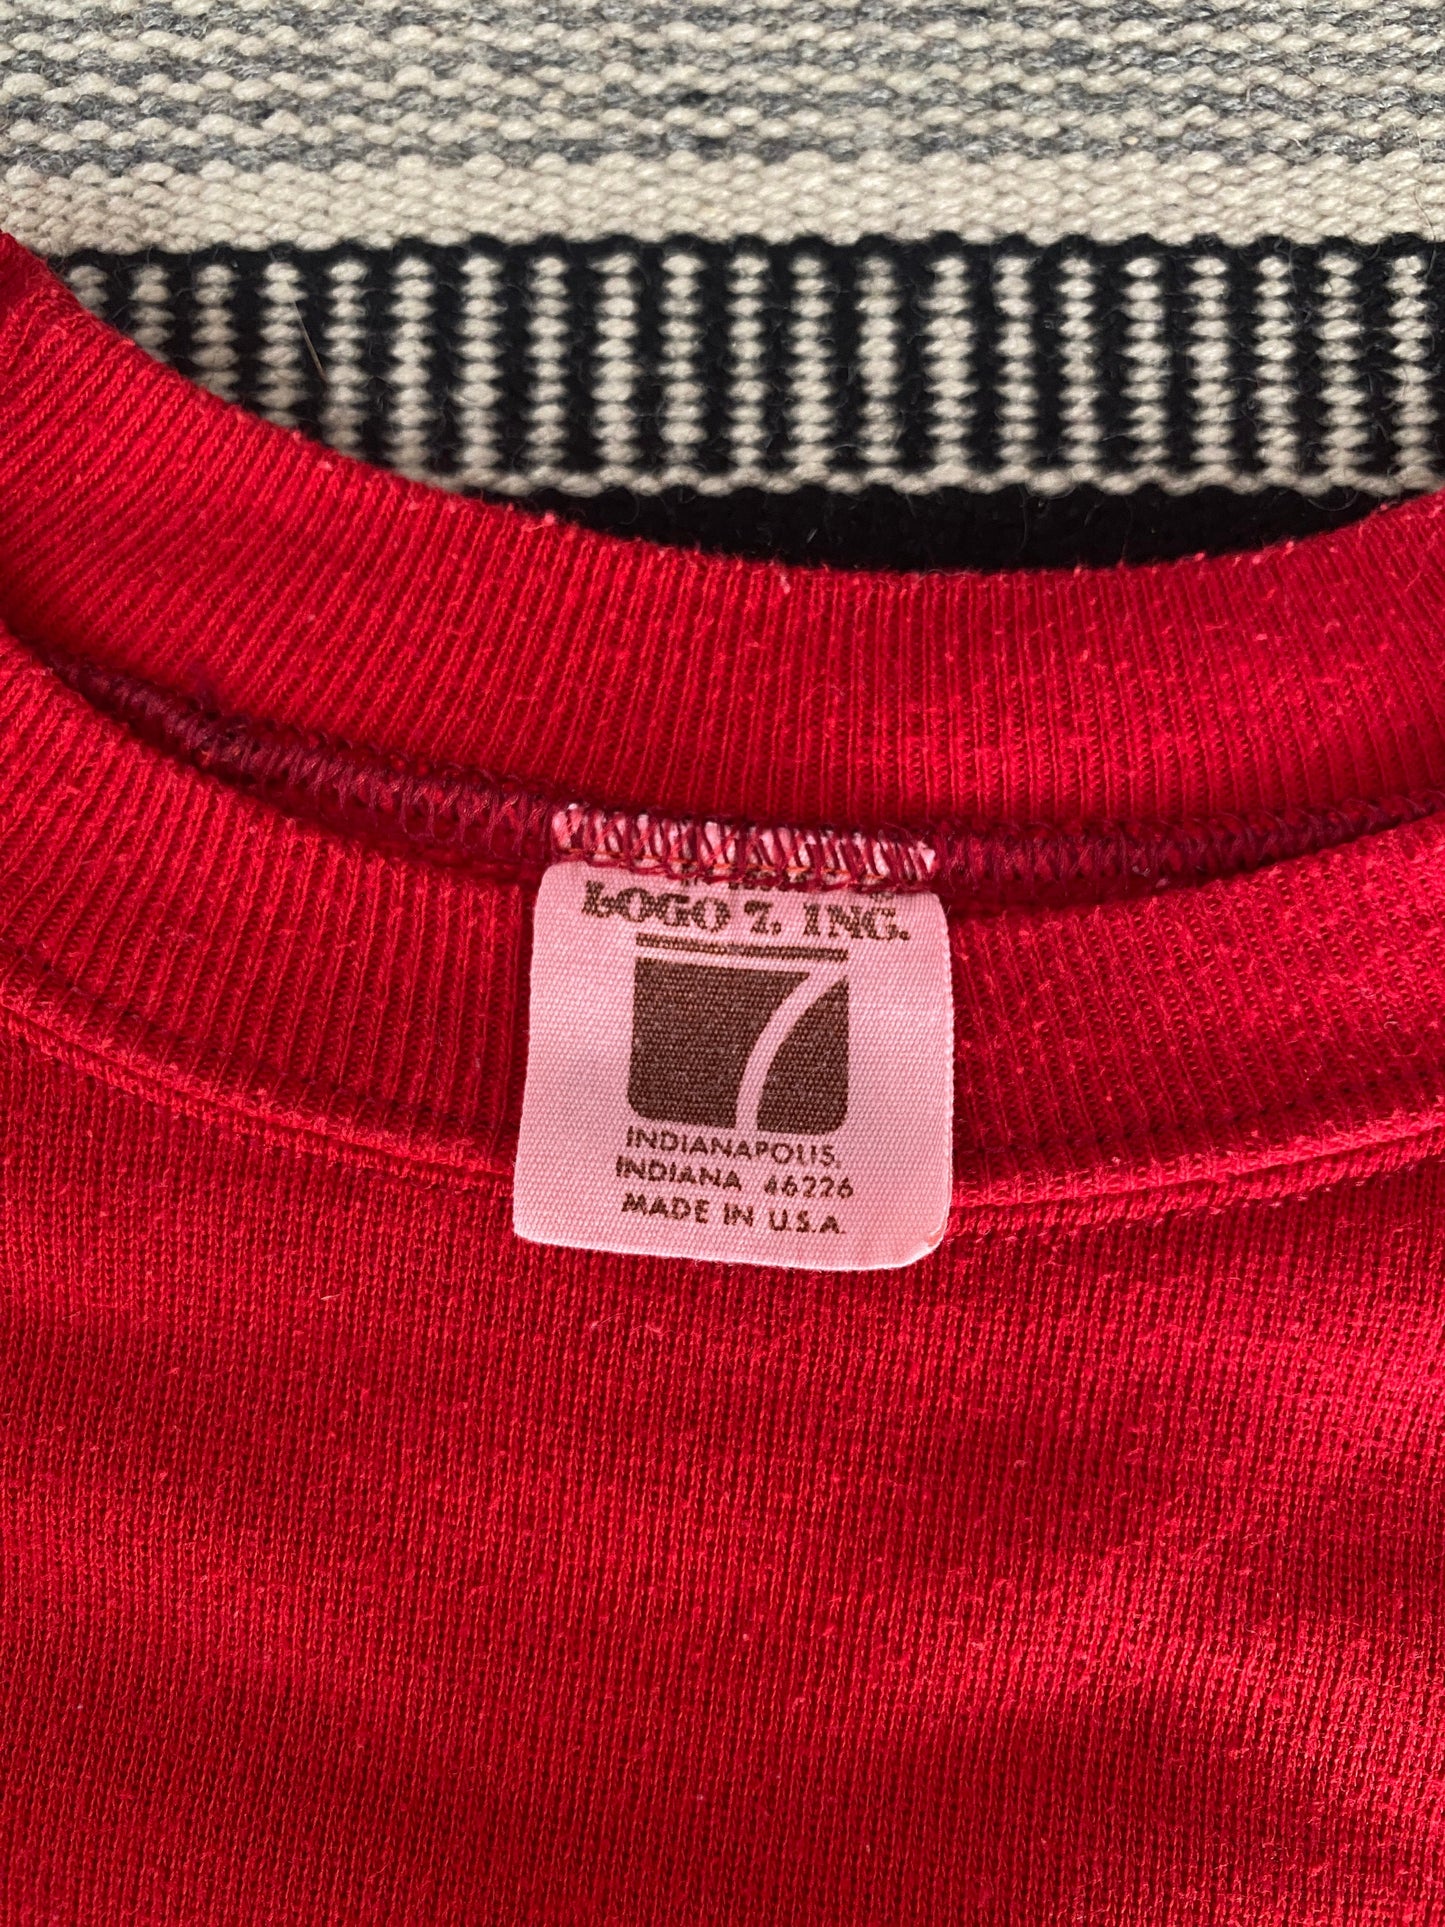 LOGO 7, INC.
7
INDIANAPOLIS,
INDIANA 46226
MADE IN U.S.A.